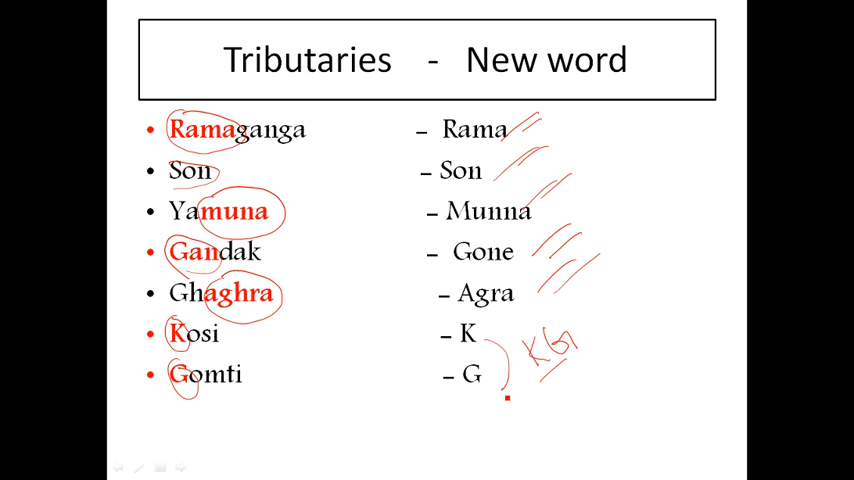 Tributaries - New word
• Ramaganga – Rama
• Son – Son
• Yamuna – Munna
• Gandak – Gone
• Ghaghra – Agra
• Kosi – K
KG
• Gomti – G